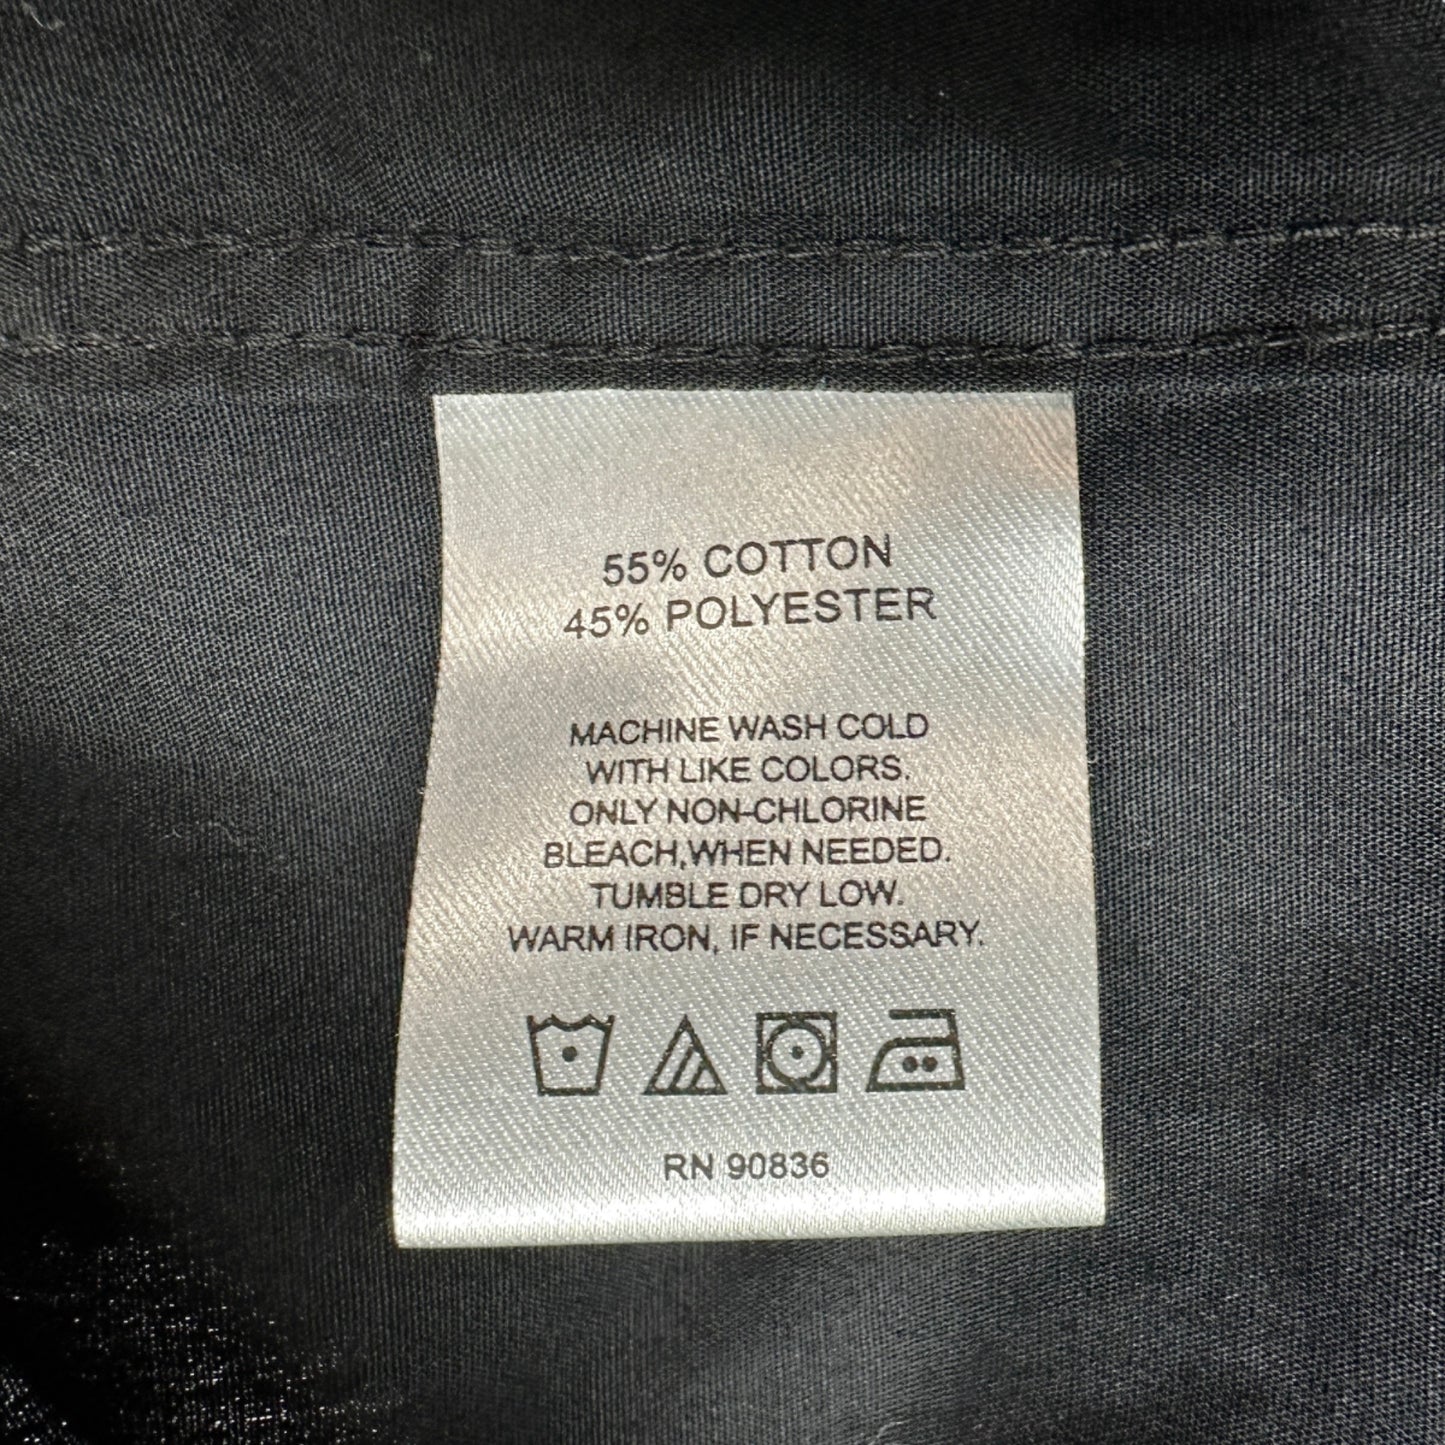 55% COTTON
45% POLYESTER
MACHINE WASH COLD
WITH LIKE COLORS.
ONLY NON-CHLORINE
BLEACH,WHEN NEEDED.
TUMBLE DRY LOW.
WARM IRON, IF NECESSARY.
RN 90836